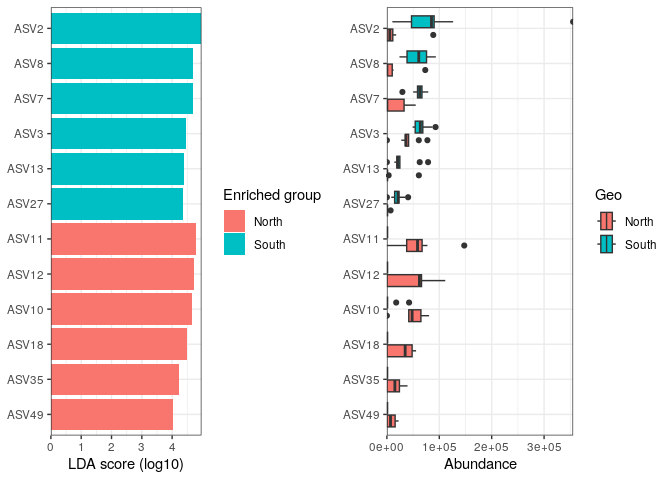 ASV2
ASV8
ASV7
ASV3
ASV13
ASV27
ASV11
ASV12
ASV10
ASV18
ASV35
ASV49
0 1 2 3 4
LDA score (log10)
Enriched group
North
South
ASV2
ASV8
ASV7
ASV3
ASV13
ASV27
ASV11
ASV12
ASV10
ASV18
ASV35
ASV49
0e+00 1e+05 2e+05 3e+05
Abundance
Geo
North
South